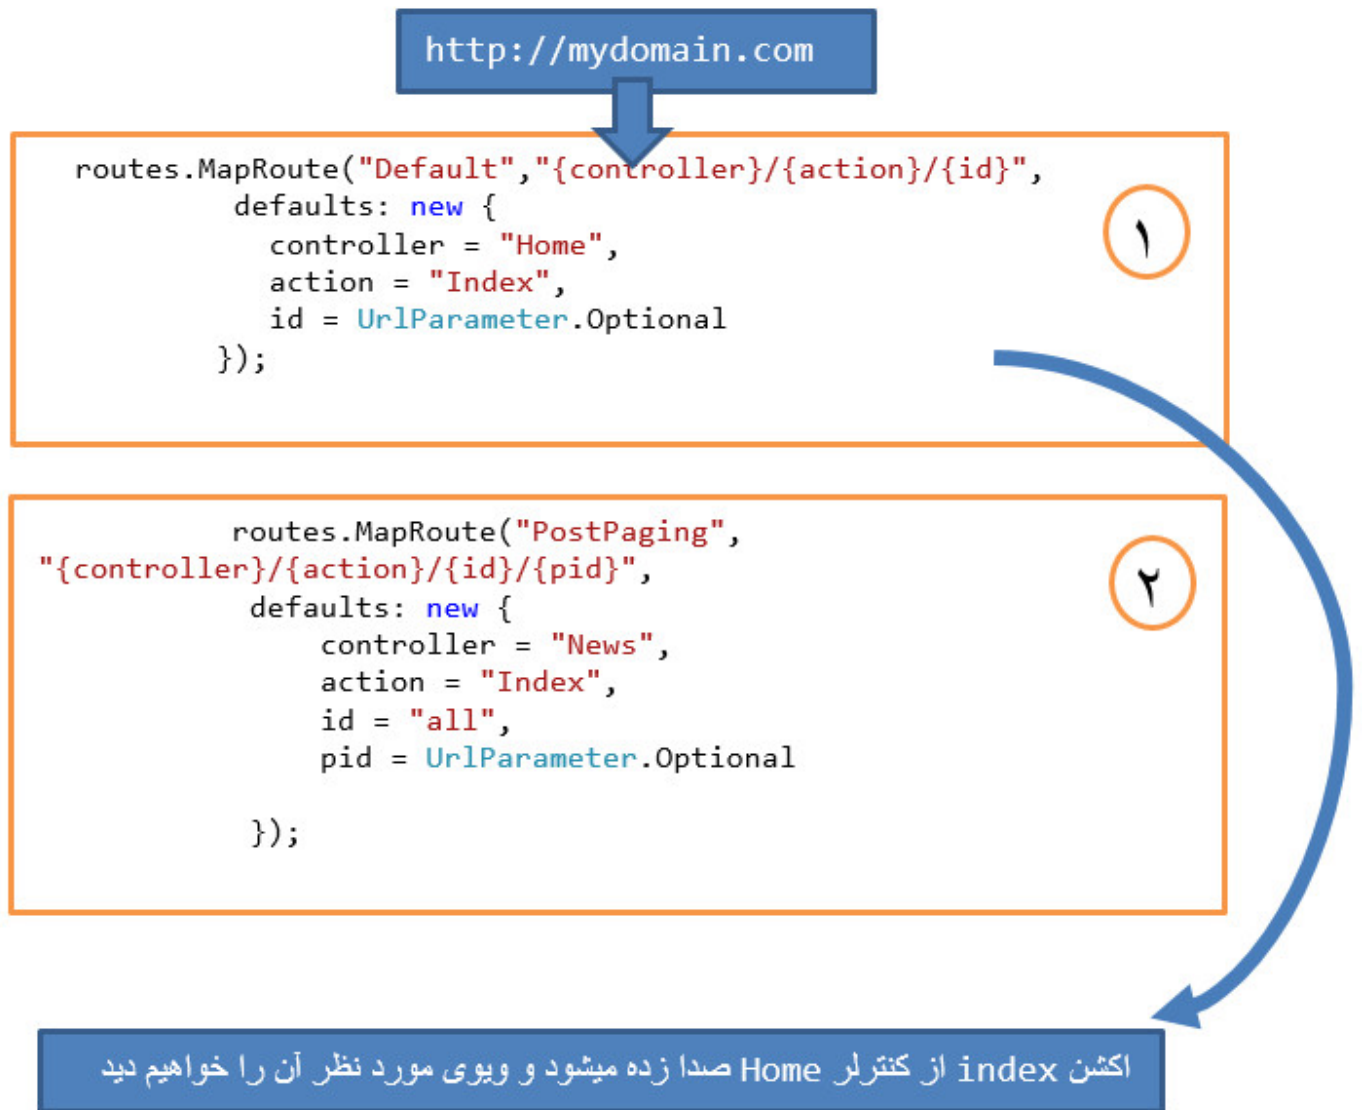 http://mydomain.com
routes.MapRoute("Default","{controller}/{action}/{id}",
defaults: new {
controller = "Home",
action = "Index",
id = UrlParameter.Optional
});
۱
routes.MapRoute("PostPaging",
"{controller}/{action}/{id}/{pid}",
defaults: new {
controller = "News",
action = "Index",
id = "all",
pid = UrlParameter.Optional
});
۲
اکشن index از کنترلر Home صدا زده میشود و ویوی مورد نظر آن را خواهیم دید